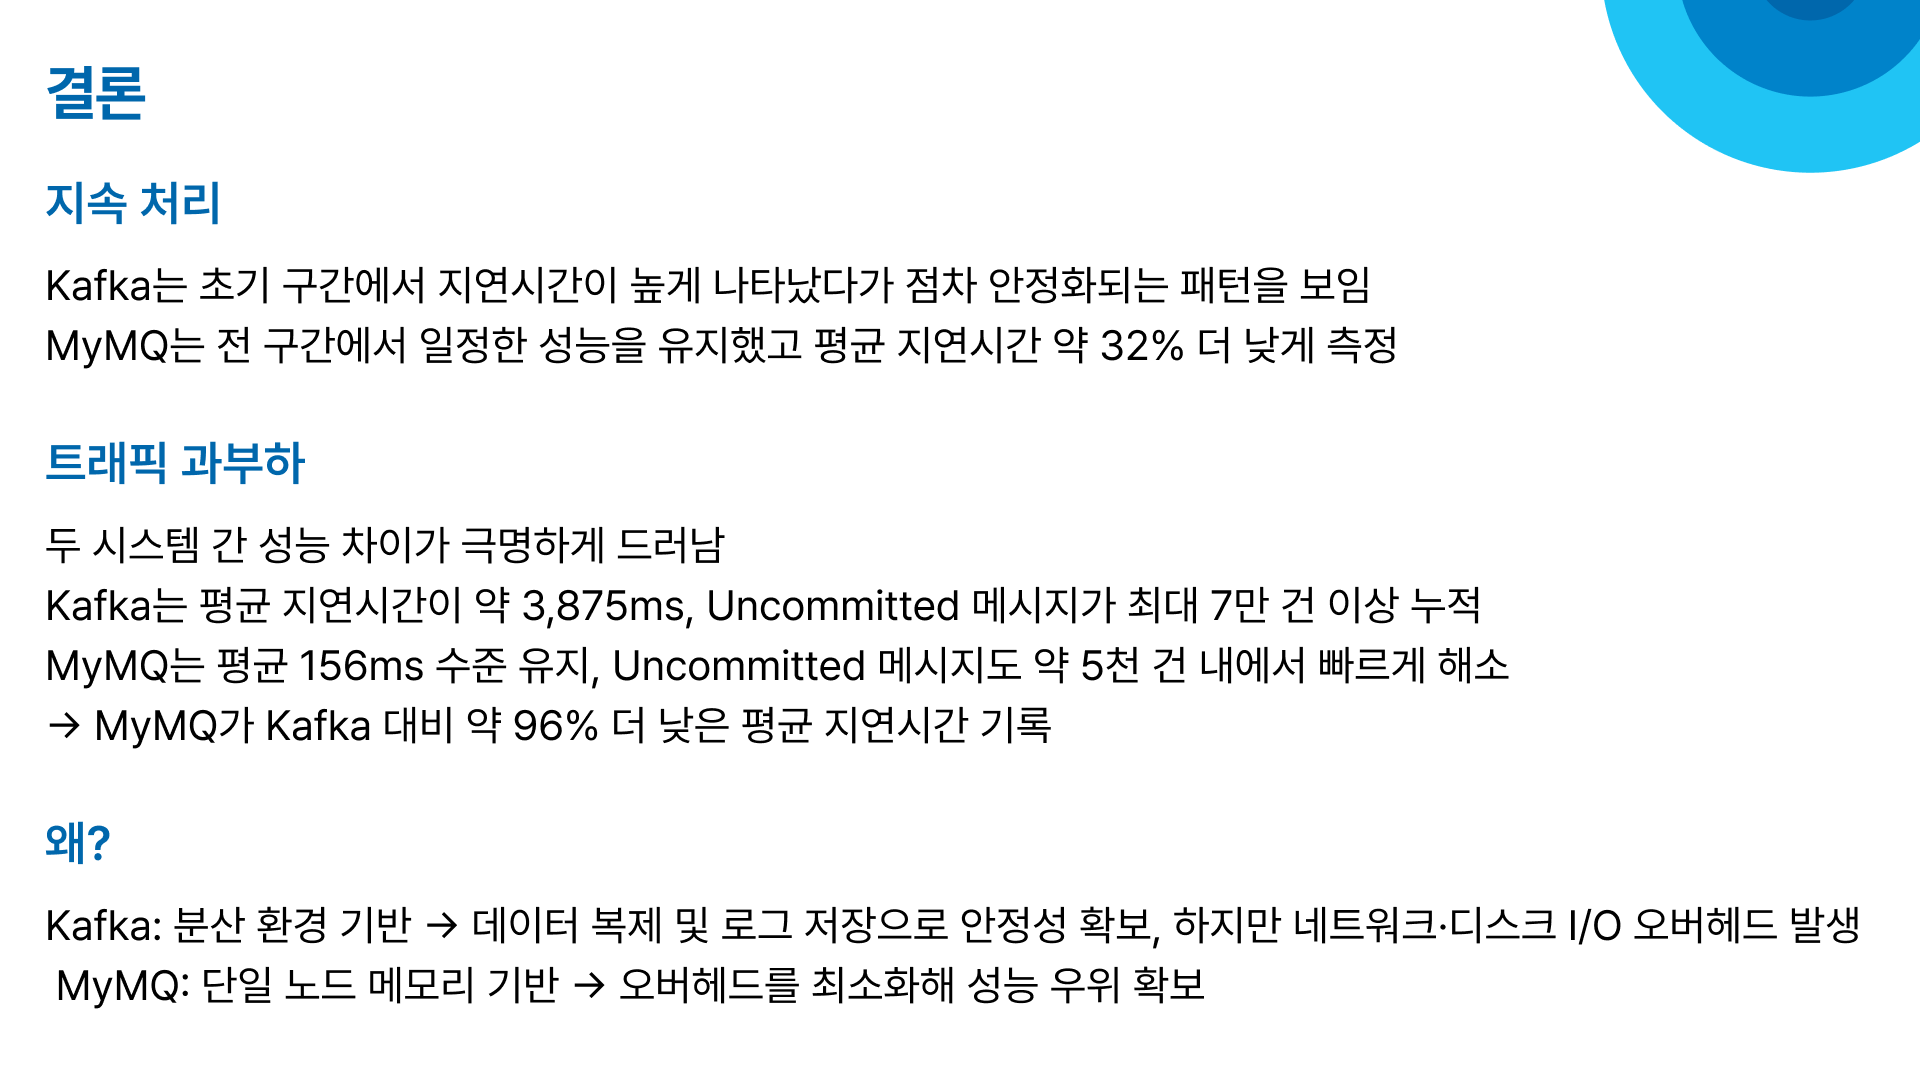 결론
지속 처리
Kafka는 초기 구간에서 지연시간이 높게 나타났다가 점차 안정화되는 패턴을 보임
MyMQ는 전 구간에서 일정한 성능을 유지했고 평균 지연시간 약 32% 더 낮게 측정
트래픽 과부하
두 시스템 간 성능 차이가 극명하게 드러남
Kafka는 평균 지연시간이 약 3,875ms, Uncommitted 메시지가 최대 7만 건 이상 누적
MyMQ는 평균 156ms 수준 유지, Uncommitted 메시지도 약 5천 건 내에서 빠르게 해소
→ MyMQ가 Kafka 대비 약 96% 더 낮은 평균 지연시간 기록
왜?
Kafka: 분산 환경 기반 → 데이터 복제 및 로그 저장으로 안정성 확보, 하지만 네트워크·디스크 I/O 오버헤드 발생
MyMQ: 단일 노드 메모리 기반 → 오버헤드를 최소화해 성능 우위 확보